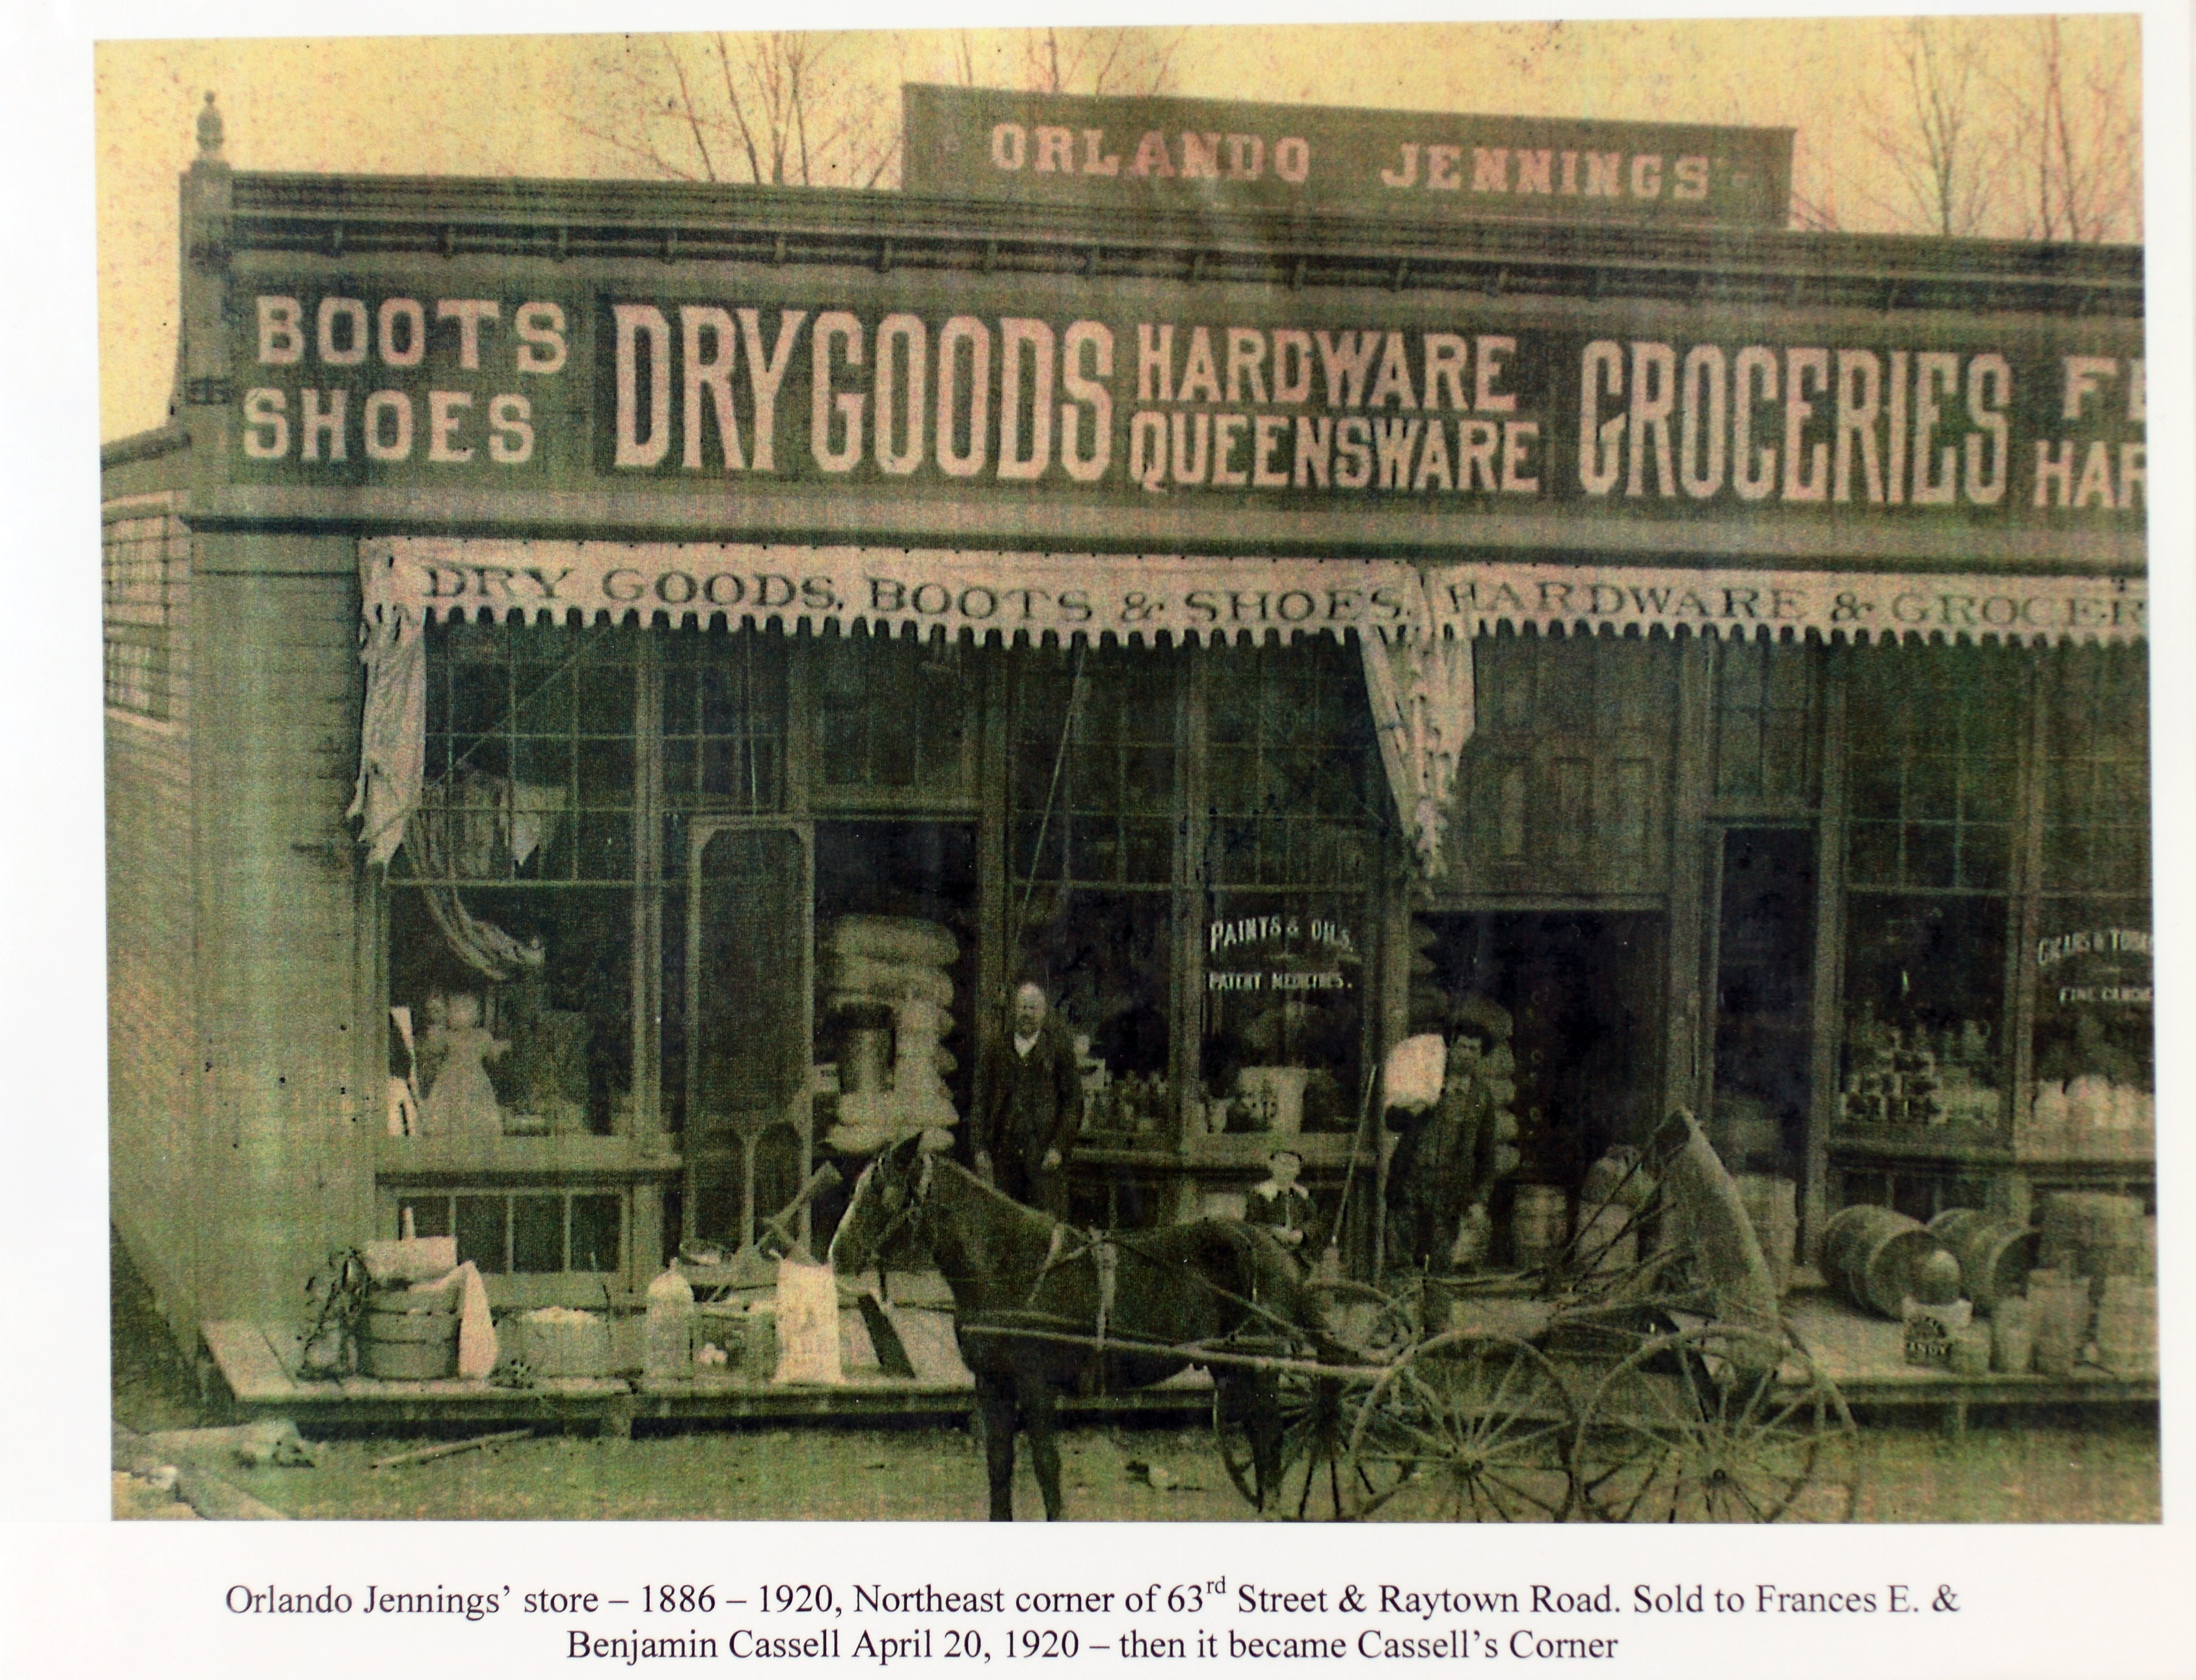 ORLANDO JENNINGS'
BOOTS
SHOES
DRY GOODS
HARDWARE
QUEENSWARE
GROCERIES
DRY GOODS, BOOTS & SHOES.
HARDWARE & GROCER
PAINTS & OILS.
PATENT MEDICINES.
CIGARS &
FINE
Orlando Jennings’ store – 1886 – 1920, Northeast corner of 63rd Street & Raytown Road. Sold to Frances E. &
Benjamin Cassell April 20, 1920 – then it became Cassell’s Corner